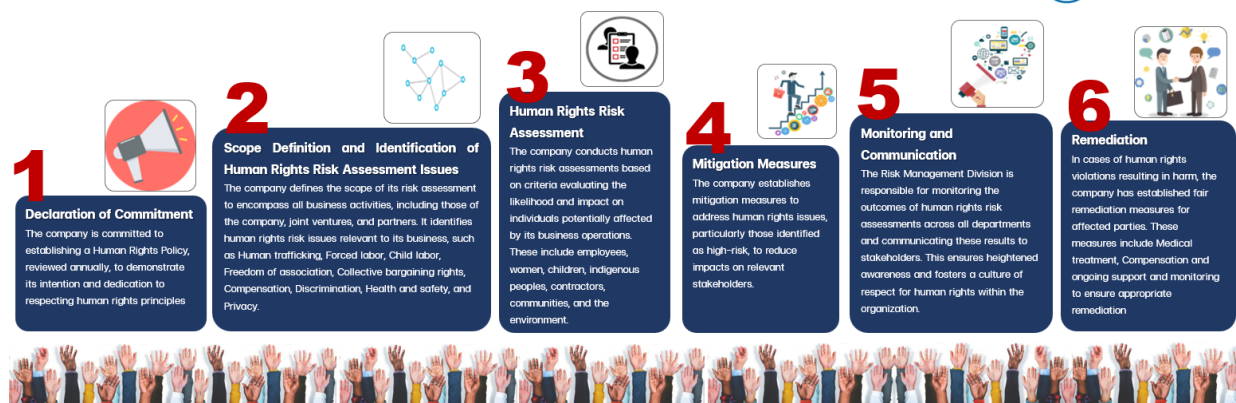 1
Declaration of Commitment
The company is committed to
establishing a Human Rights Policy,
reviewed annually, to demonstrate
its intention and dedication to
respecting human rights principles
2
Scope Definition and Identification of
Human Rights Risk Assessment Issues
The company defines the scope of its risk assessment
to encompass all business activities, including those of
the company, joint ventures, and partners. It identifies
human rights risk issues relevant to its business, such
as Human trafficking, Forced labor, Child labor,
Freedom of association, Collective bargaining rights,
Compensation, Discrimination, Health and safety, and
Privacy.
3
Human Rights Risk
Assessment
The company conducts human
rights risk assessments based
on criteria evaluating the
likelihood and impact on
individuals potentially affected
by its business operations.
These include employees,
women, children, indigenous
peoples, contractors,
communities, and the
environment.
4
Mitigation Measures
The company establishes
mitigation measures to
address human rights issues,
particularly those identified
as high-risk, to reduce
impacts on relevant
stakeholders.
5
Monitoring and
Communication
The Risk Management Division is
responsible for monitoring the
outcomes of human rights risk
assessments across all departments
and communicating these results to
stakeholders. This ensures heightened
awareness and fosters a culture of
respect for human rights within the
organization.
6
Remediation
In cases of human rights
violations resulting in harm, the
company has established fair
remediation measures for
affected parties. These
measures include Medical
treatment, Compensation and
ongoing support and monitoring
to ensure appropriate
remediation